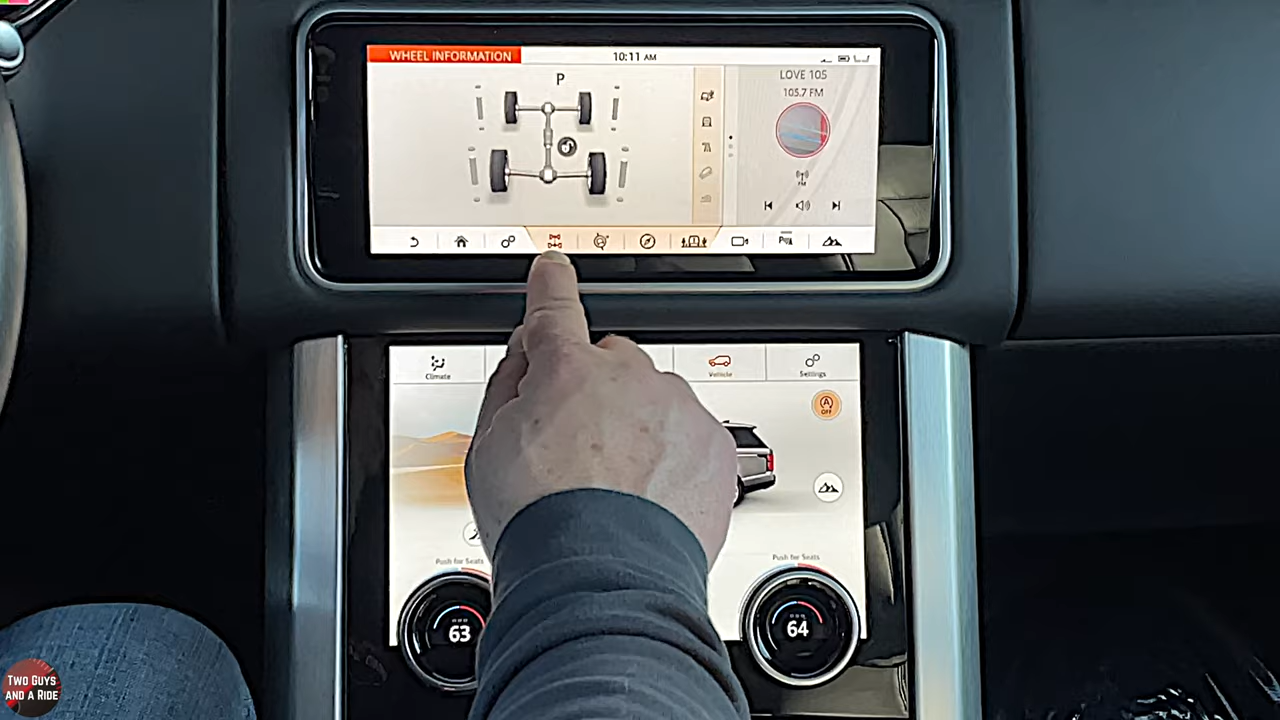 WHEEL INFORMATION
10:11 AM
P
LOVE 105
105.7 FM
FM
Climate
Vehicle
Settings
A
OFF
Push for Seats
Push for Seats
63
64
TWO GUYS
AND A RIDE